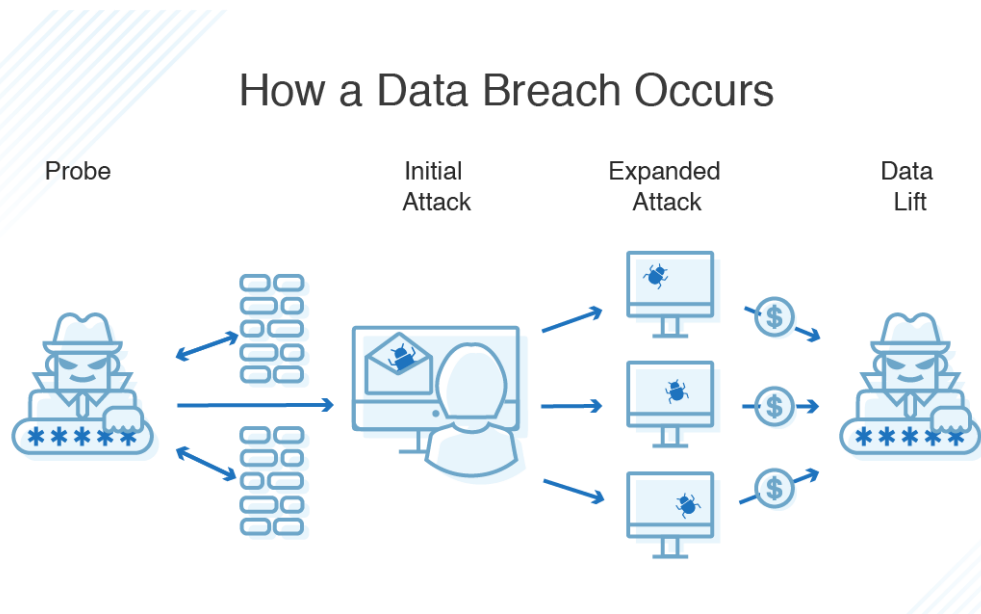 How a Data Breach Occurs
Probe
Initial
Attack
Expanded
Attack
Data
Lift
*****
$
$
$
*****